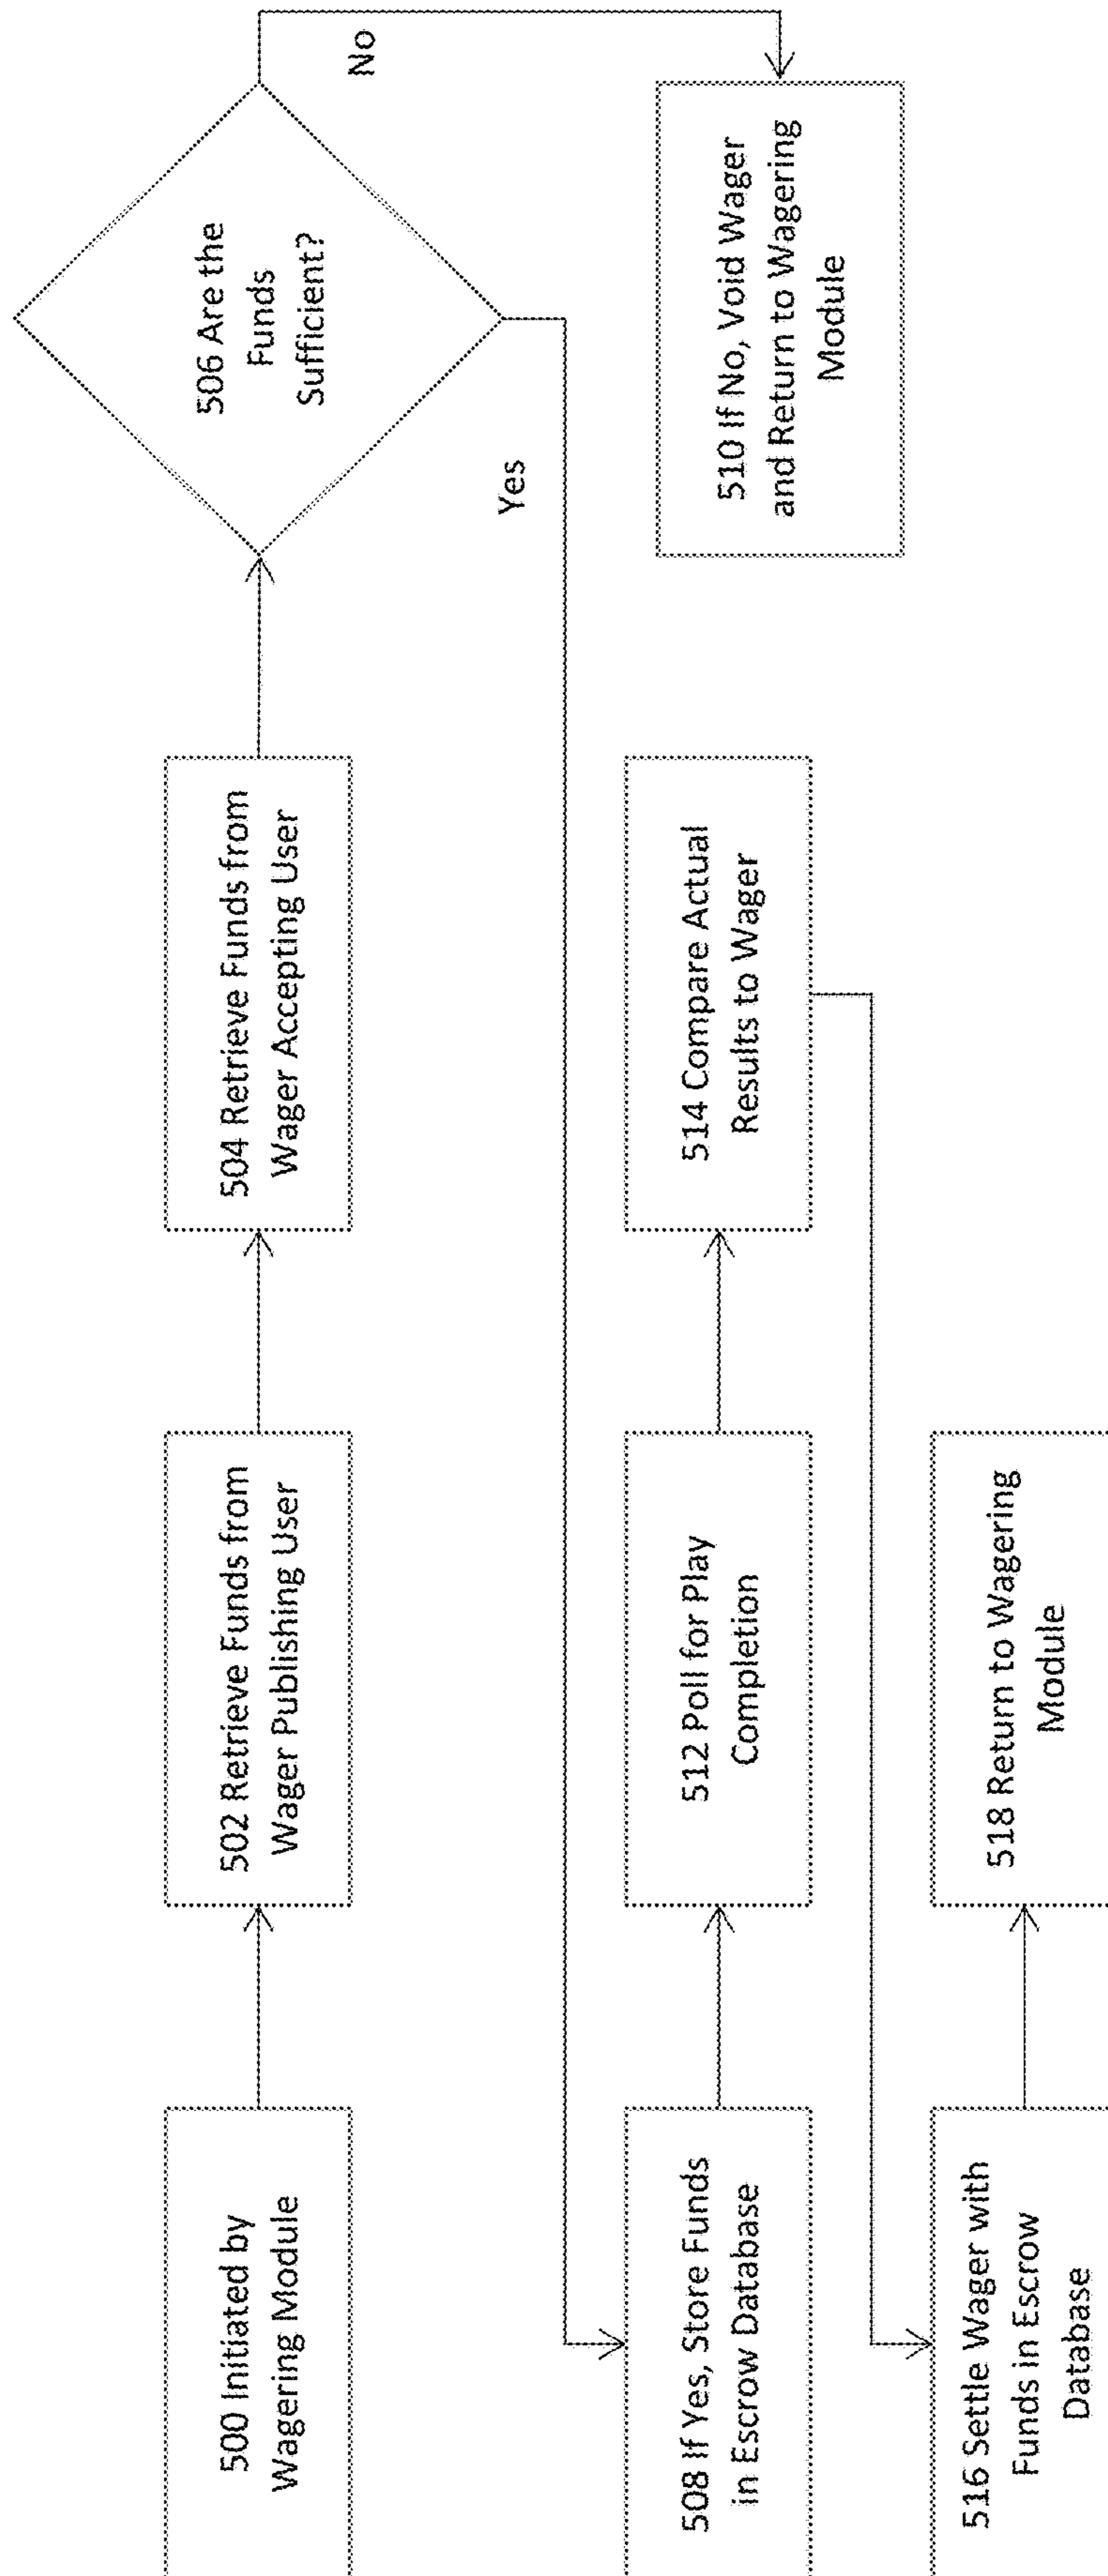 500 Initiated by
Wagering Module
502 Retrieve Funds from
Wager Publishing User
504 Retrieve Funds from
Wager Accepting User
506 Are the
Funds
Sufficient?
No
Yes
508 If Yes, Store Funds
in Escrow Database
512 Poll for Play
Completion
514 Compare Actual
Results to Wager
510 If No, Void Wager
and Return to Wagering
Module
516 Settle Wager with
Funds in Escrow
Database
518 Return to Wagering
Module